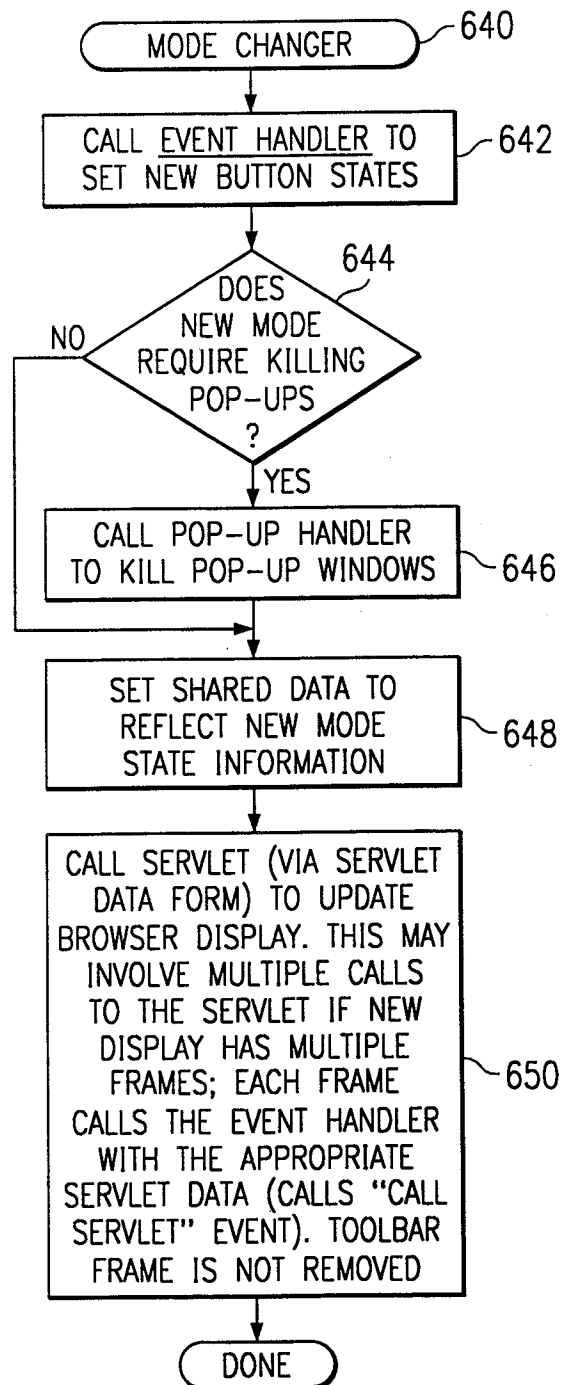 MODE CHANGER
640
CALL EVENT HANDLER TO
SET NEW BUTTON STATES
642
644
DOES
NEW MODE
REQUIRE KILLING
POP-UPS
?
NO
YES
CALL POP-UP HANDLER
TO KILL POP-UP WINDOWS
646
SET SHARED DATA TO
REFLECT NEW MODE
STATE INFORMATION
648
CALL SERVLET (VIA SERVLET
DATA FORM) TO UPDATE
BROWSER DISPLAY. THIS MAY
INVOLVE MULTIPLE CALLS
TO THE SERVLET IF NEW
DISPLAY HAS MULTIPLE
FRAMES; EACH FRAME
CALLS THE EVENT HANDLER
WITH THE APPROPRIATE
SERVLET DATA (CALLS "CALL
SERVLET" EVENT). TOOLBAR
FRAME IS NOT REMOVED
650
DONE